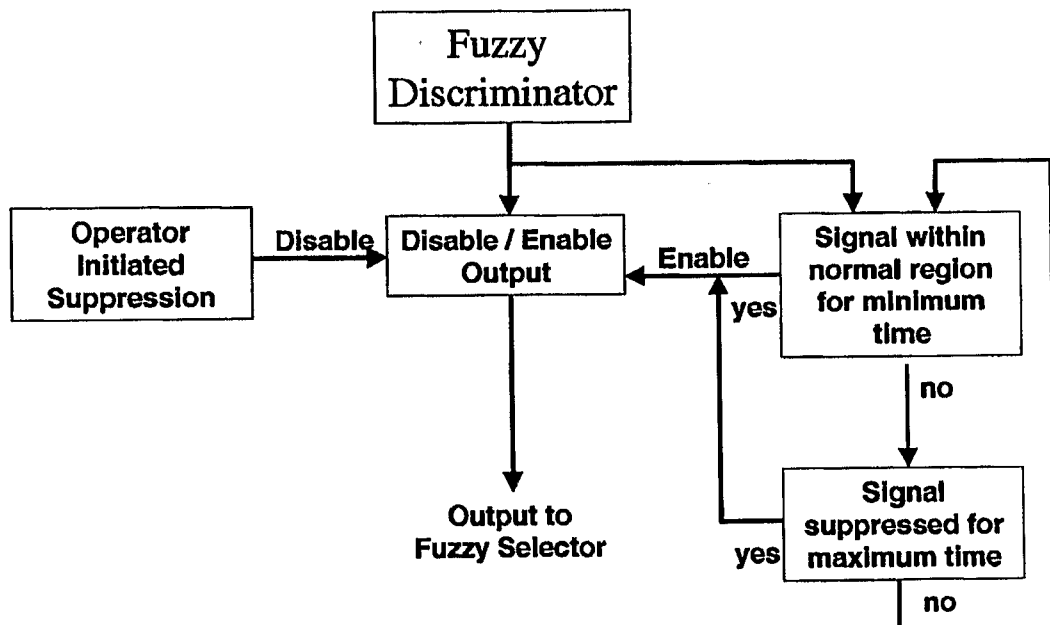 Fuzzy
Discriminator
Operator
Initiated
Suppression
Disable
Disable / Enable
Output
Enable
Signal within
normal region
for minimum
time
yes
no
Output to
Fuzzy Selector
Signal
suppressed for
maximum time
yes
no